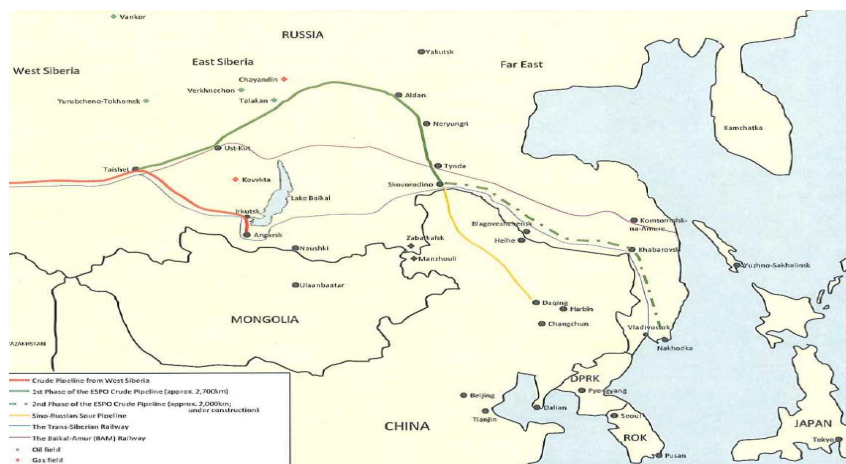 Vankor
RUSSIA
Yakutsk
West Siberia
East Siberia
Far East
Chayandin
Verkhnechon
Talakan
Yurubcheno-Tokhomsk
Aldan
Neryungri
Kamchatka
Ust-Kut
Taishet
Tynda
Kovykta
Skovorodino
Lake Baikal
Irkutsk
Blagoveshchensk
Komsomolsk-
na-Amure
Angarsk
Zabaikalsk
Heihe
Khabarovsk
Naushki
Manzhouli
Yuzhno-Sakhalinsk
Ulaanbaatar
Daqing
Harbin
MONGOLIA
Changchun
Vladivostok
Nakhodka
KAZAKHSTAN
DPRK
Pyongyang
Beijing
Dalian
Tianjin
Seoul
CHINA
ROK
JAPAN
Tokyo
Pusan
Crude Pipeline from West Siberia
1st Phase of the ESPO Crude Pipeline (approx. 2,700km)
2nd Phase of the ESPO Crude Pipeline (approx. 2,000km;
under construction)
Sino-Russian Spur Pipeline
The Trans-Siberian Railway
The Baikal-Amur (BAM) Railway
Oil field
Gas field